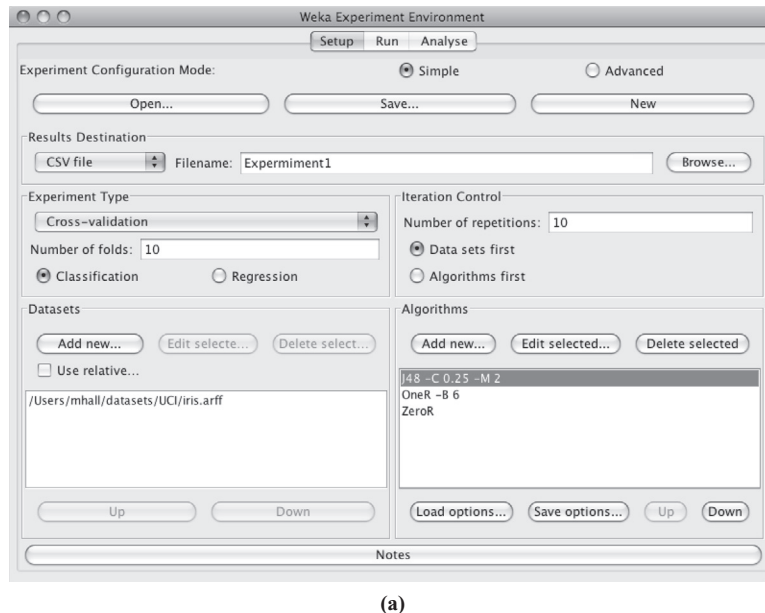 Weka Experiment Environment
Setup Run Analyse
Experiment Configuration Mode: Simple Advanced
Open... Save... New
Results Destination
CSV file Filename: Expermiment1 Browse...
Experiment Type
Cross-validation
Number of folds: 10
Classification Regression
Iteration Control
Number of repetitions: 10
Data sets first
Algorithms first
Datasets
Add new... Edit selecte... Delete select...
Use relative...
/Users/mhall/datasets/UCI/iris.arff
Up Down
Algorithms
Add new... Edit selected... Delete selected
J48 -C 0.25 -M 2
OneR -B 6
ZeroR
Load options... Save options... Up Down
Notes
(a)